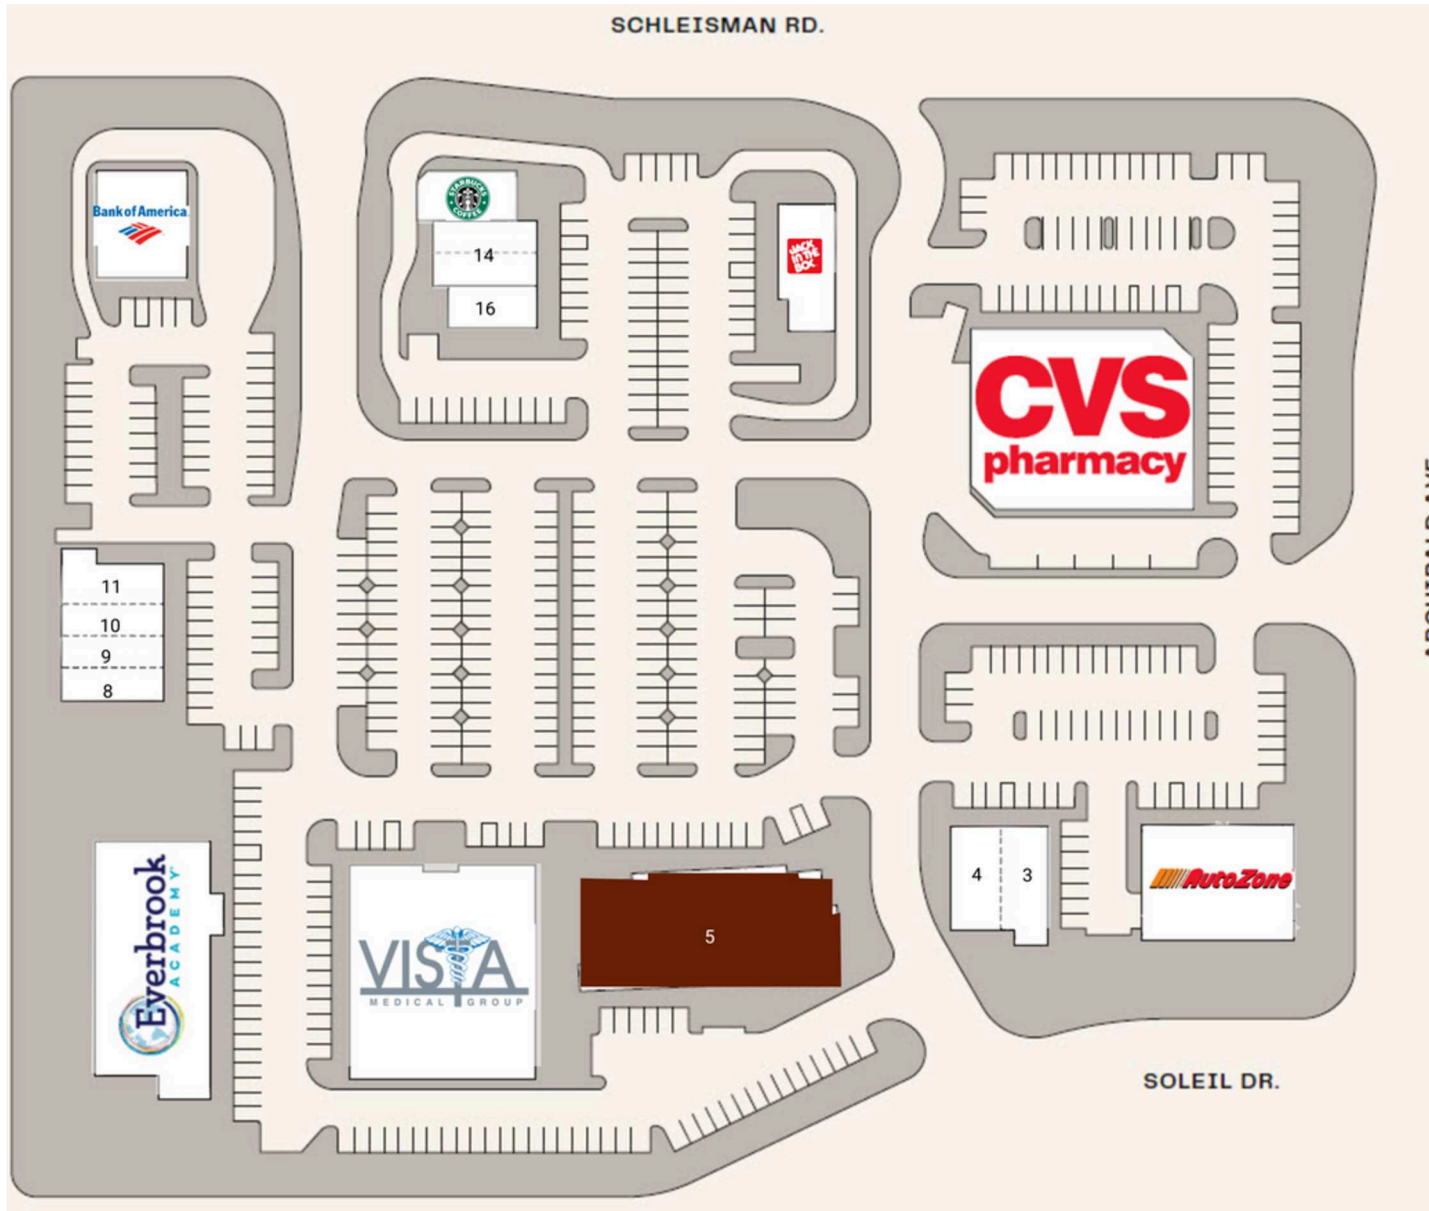 SCHLEISMAN RD.
STARBUCKS
COFFEE
Bank of America
14
JACK
IN THE
BOX
16
CVS
pharmacy
11
10
9
8
4
3
AutoZone
Everbrook
ACADEMY
5
VISTA
MEDICAL GROUP
SOLEIL DR.